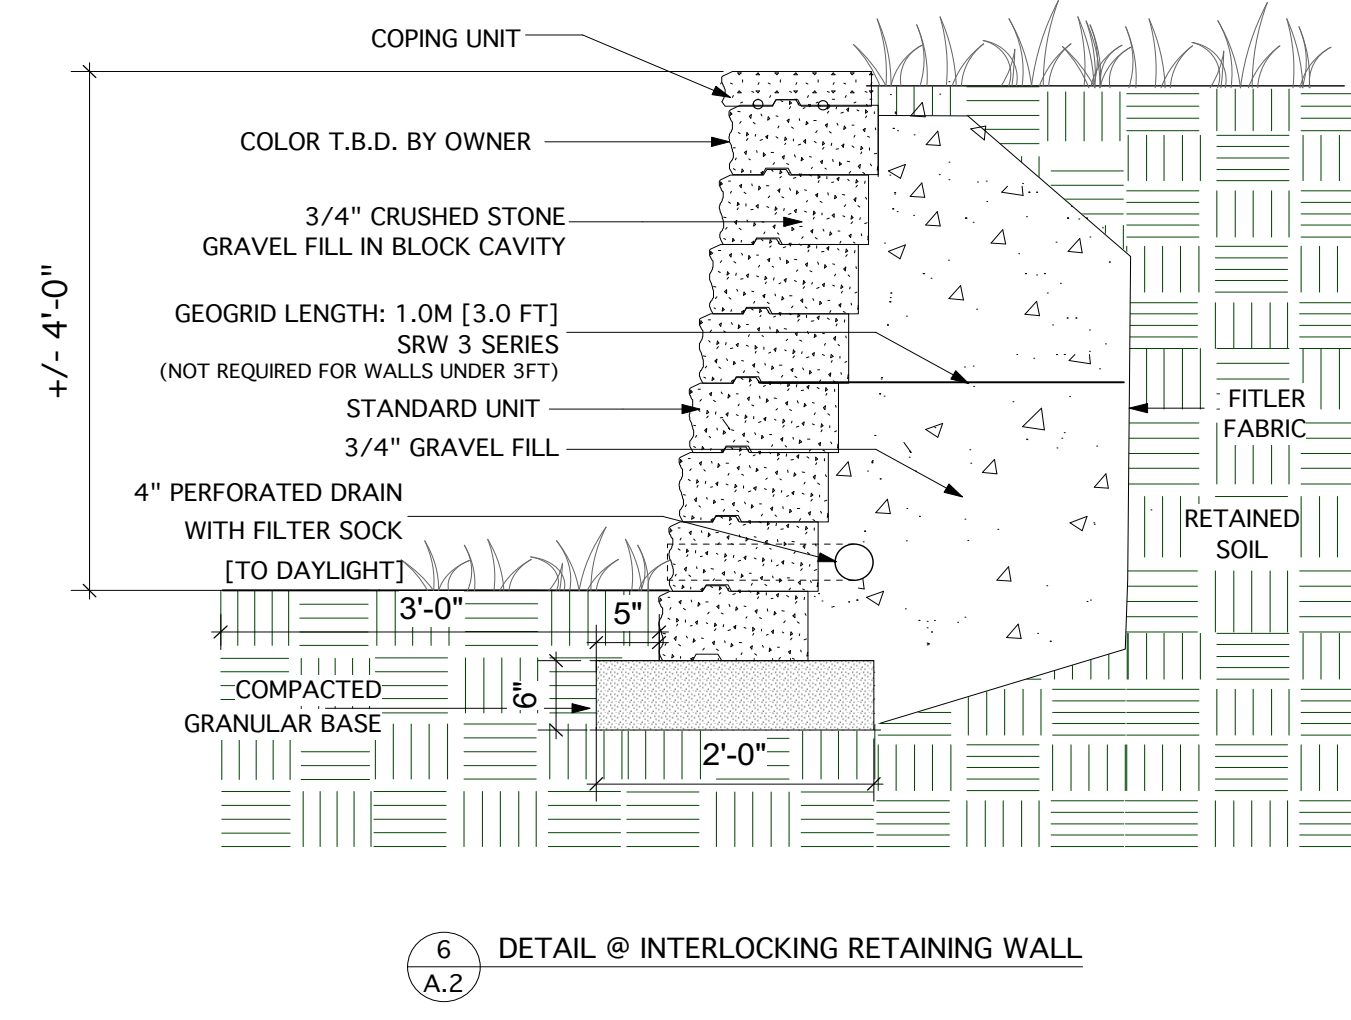 COPING UNIT
COLOR T.B.D. BY OWNER
3/4" CRUSHED STONE
GRAVEL FILL IN BLOCK CAVITY
+/- 4'-0"
GEOGRID LENGTH: 1.0M [3.0 FT]
SRW 3 SERIES
(NOT REQUIRED FOR WALLS UNDER 3FT)
STANDARD UNIT
3/4" GRAVEL FILL
FITLER
FABRIC
4" PERFORATED DRAIN
WITH FILTER SOCK
[TO DAYLIGHT]
RETAINED
SOIL
3'-0"
5"
6"
COMPACTED
GRANULAR BASE
2'-0"
6
A.2
DETAIL @ INTERLOCKING RETAINING WALL